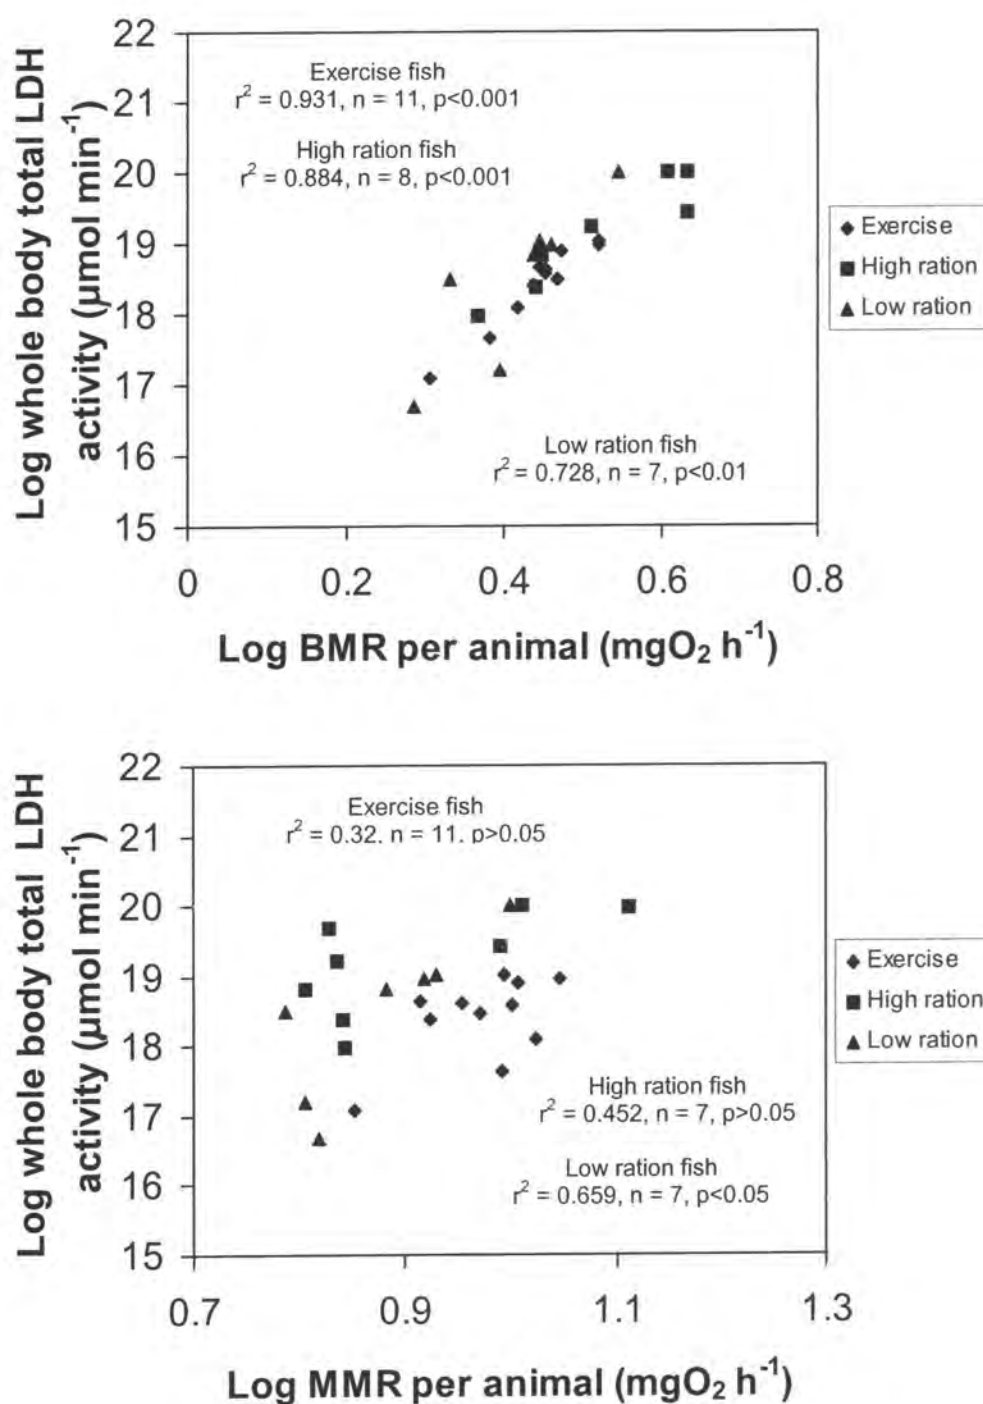 Log whole body total LDH
activity (µmol min⁻¹)
22
21
20
19
18
17
16
15
Exercise fish
r² = 0.931, n = 11, p<0.001
High ration fish
r² = 0.884, n = 8, p<0.001
Low ration fish
r² = 0.728, n = 7, p<0.01
Exercise
High ration
Low ration
0 0.2 0.4 0.6 0.8
Log BMR per animal (mgO₂ h⁻¹)
Log whole body total LDH
activity (µmol min⁻¹)
22
21
20
19
18
17
16
15
Exercise fish
r² = 0.32. n = 11. p>0.05
High ration fish
r² = 0.452, n = 7, p>0.05
Low ration fish
r² = 0.659, n = 7, p<0.05
Exercise
High ration
Low ration
0.7 0.9 1.1 1.3
Log MMR per animal (mgO₂ h⁻¹)